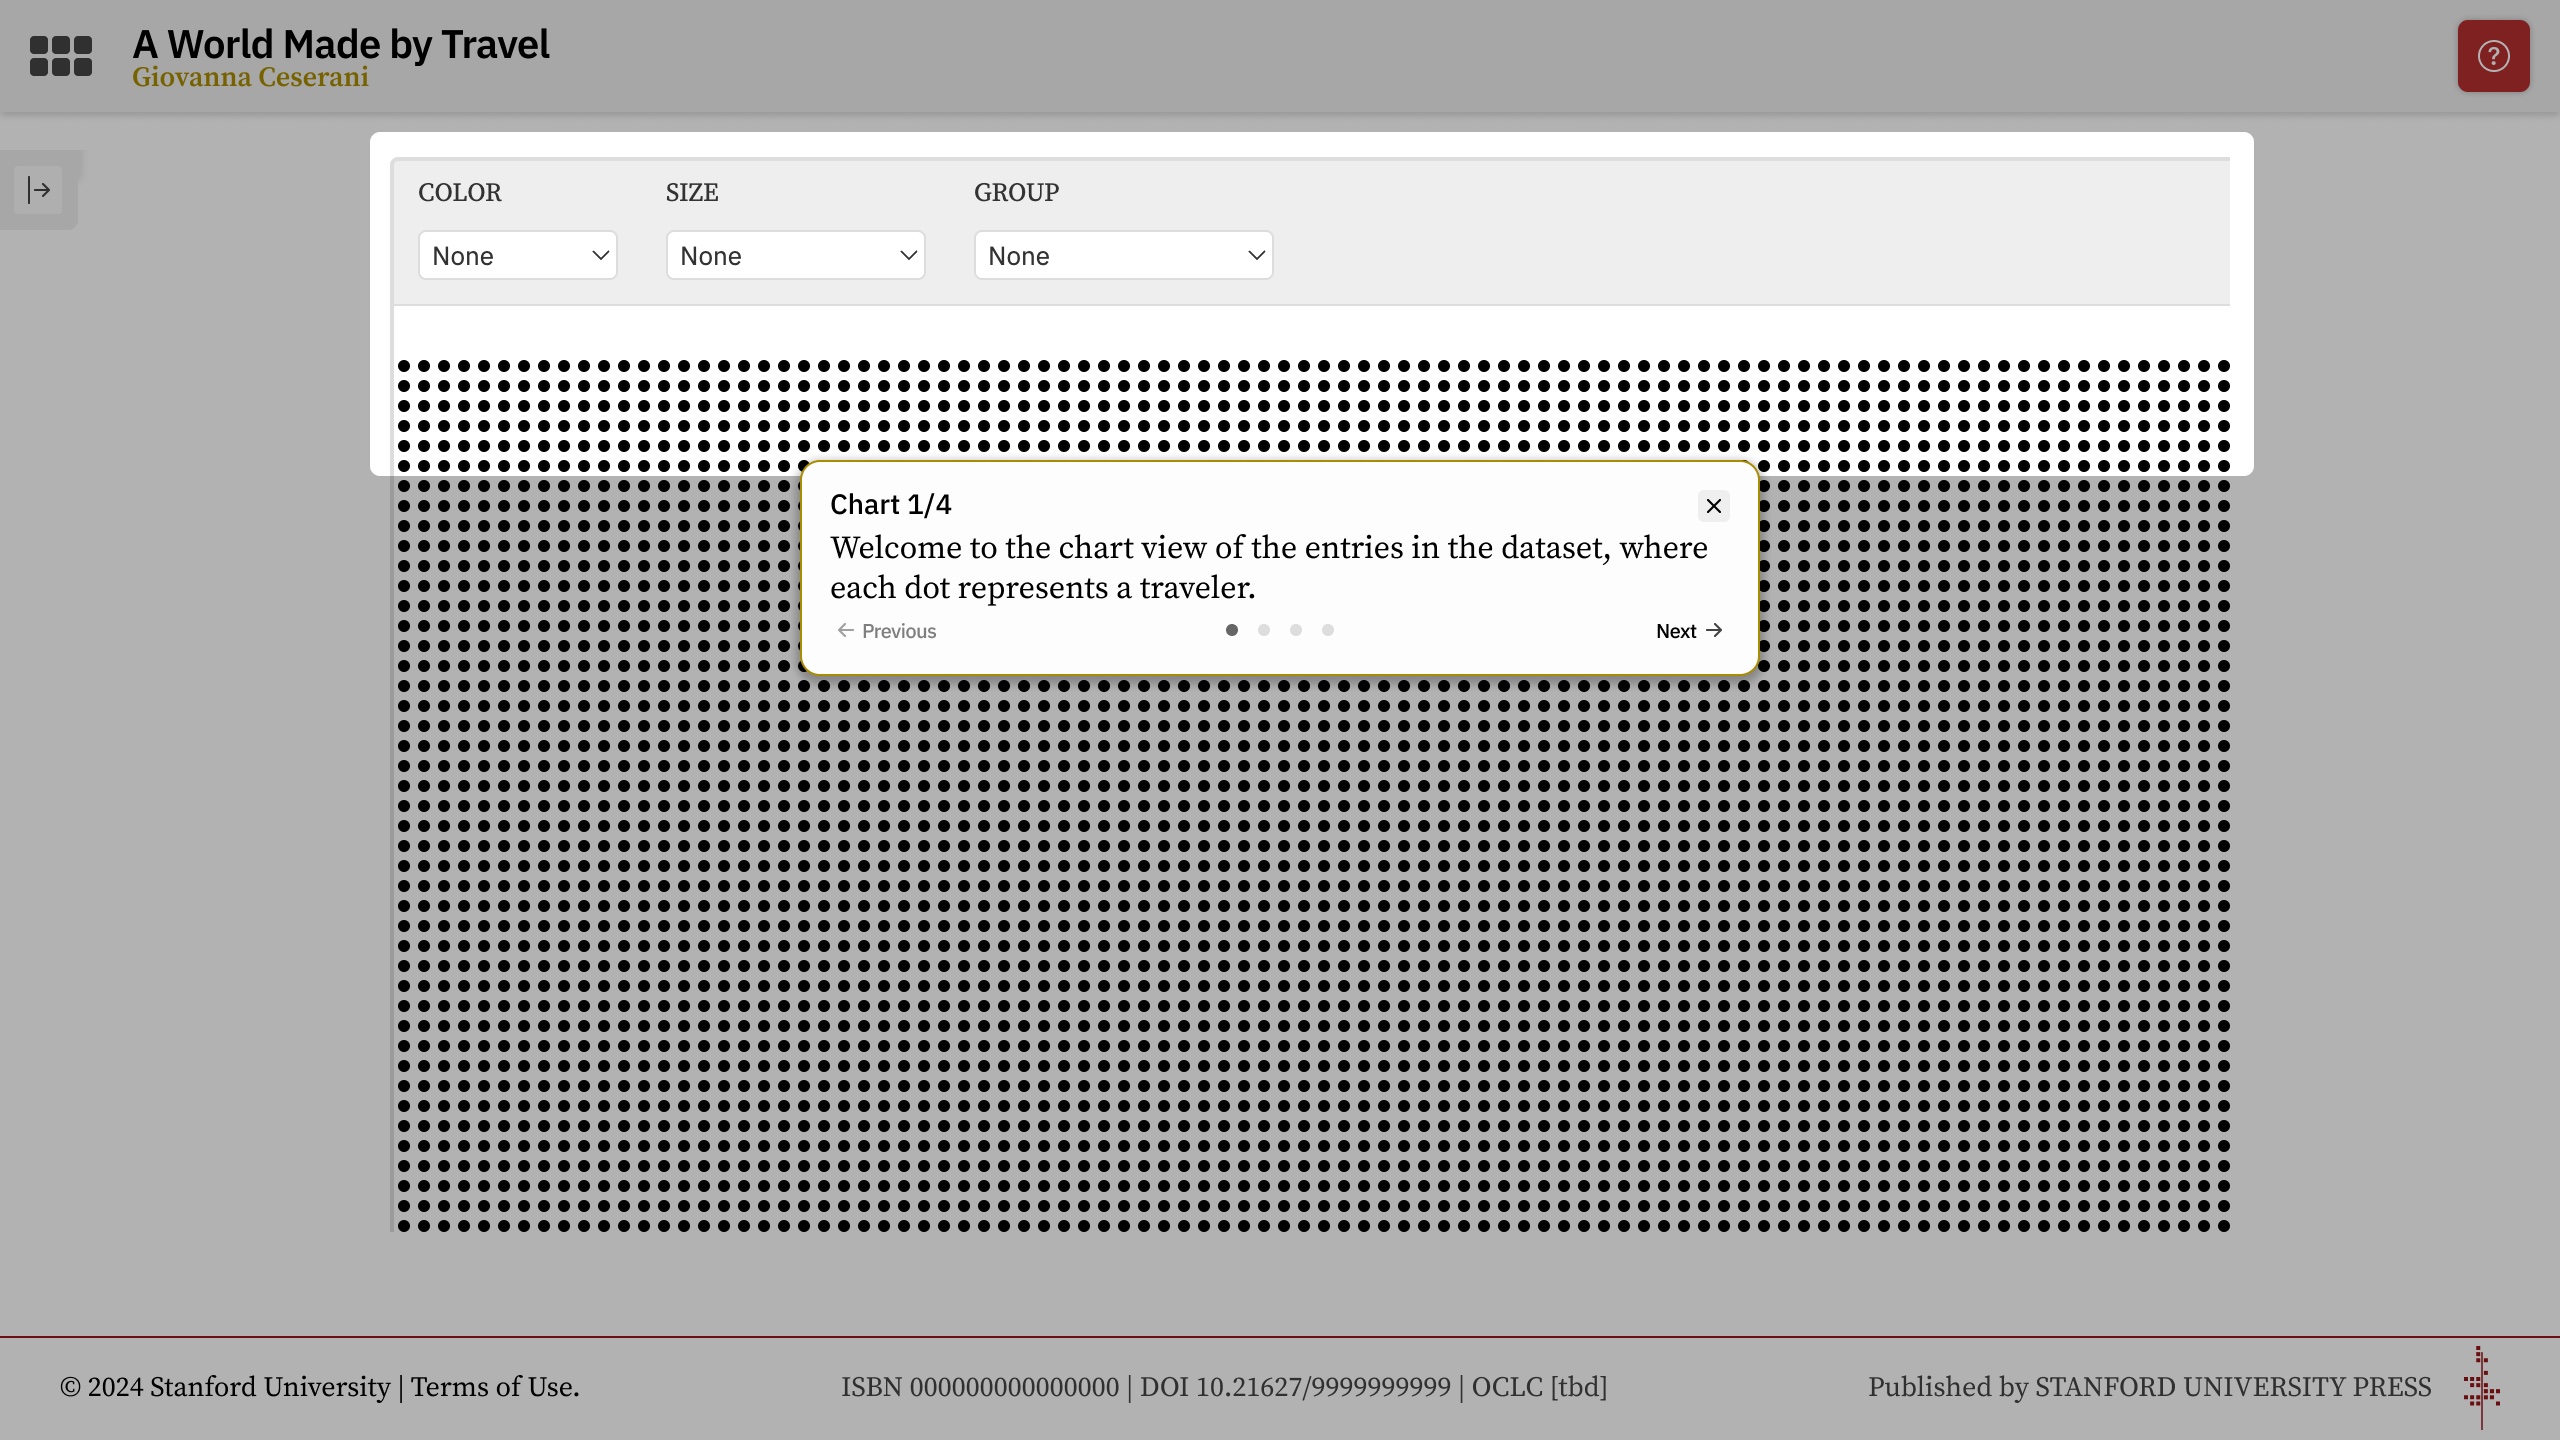 A World Made by Travel
Giovanna Ceserani
COLOR SIZE GROUP
None None None
Chart 1/4
Welcome to the chart view of the entries in the dataset, where
each dot represents a traveler.
Previous Next
© 2024 Stanford University | Terms of Use.
ISBN 000000000000000 | DOI 10.21627/9999999999 | OCLC [tbd]
Published by STANFORD UNIVERSITY PRESS